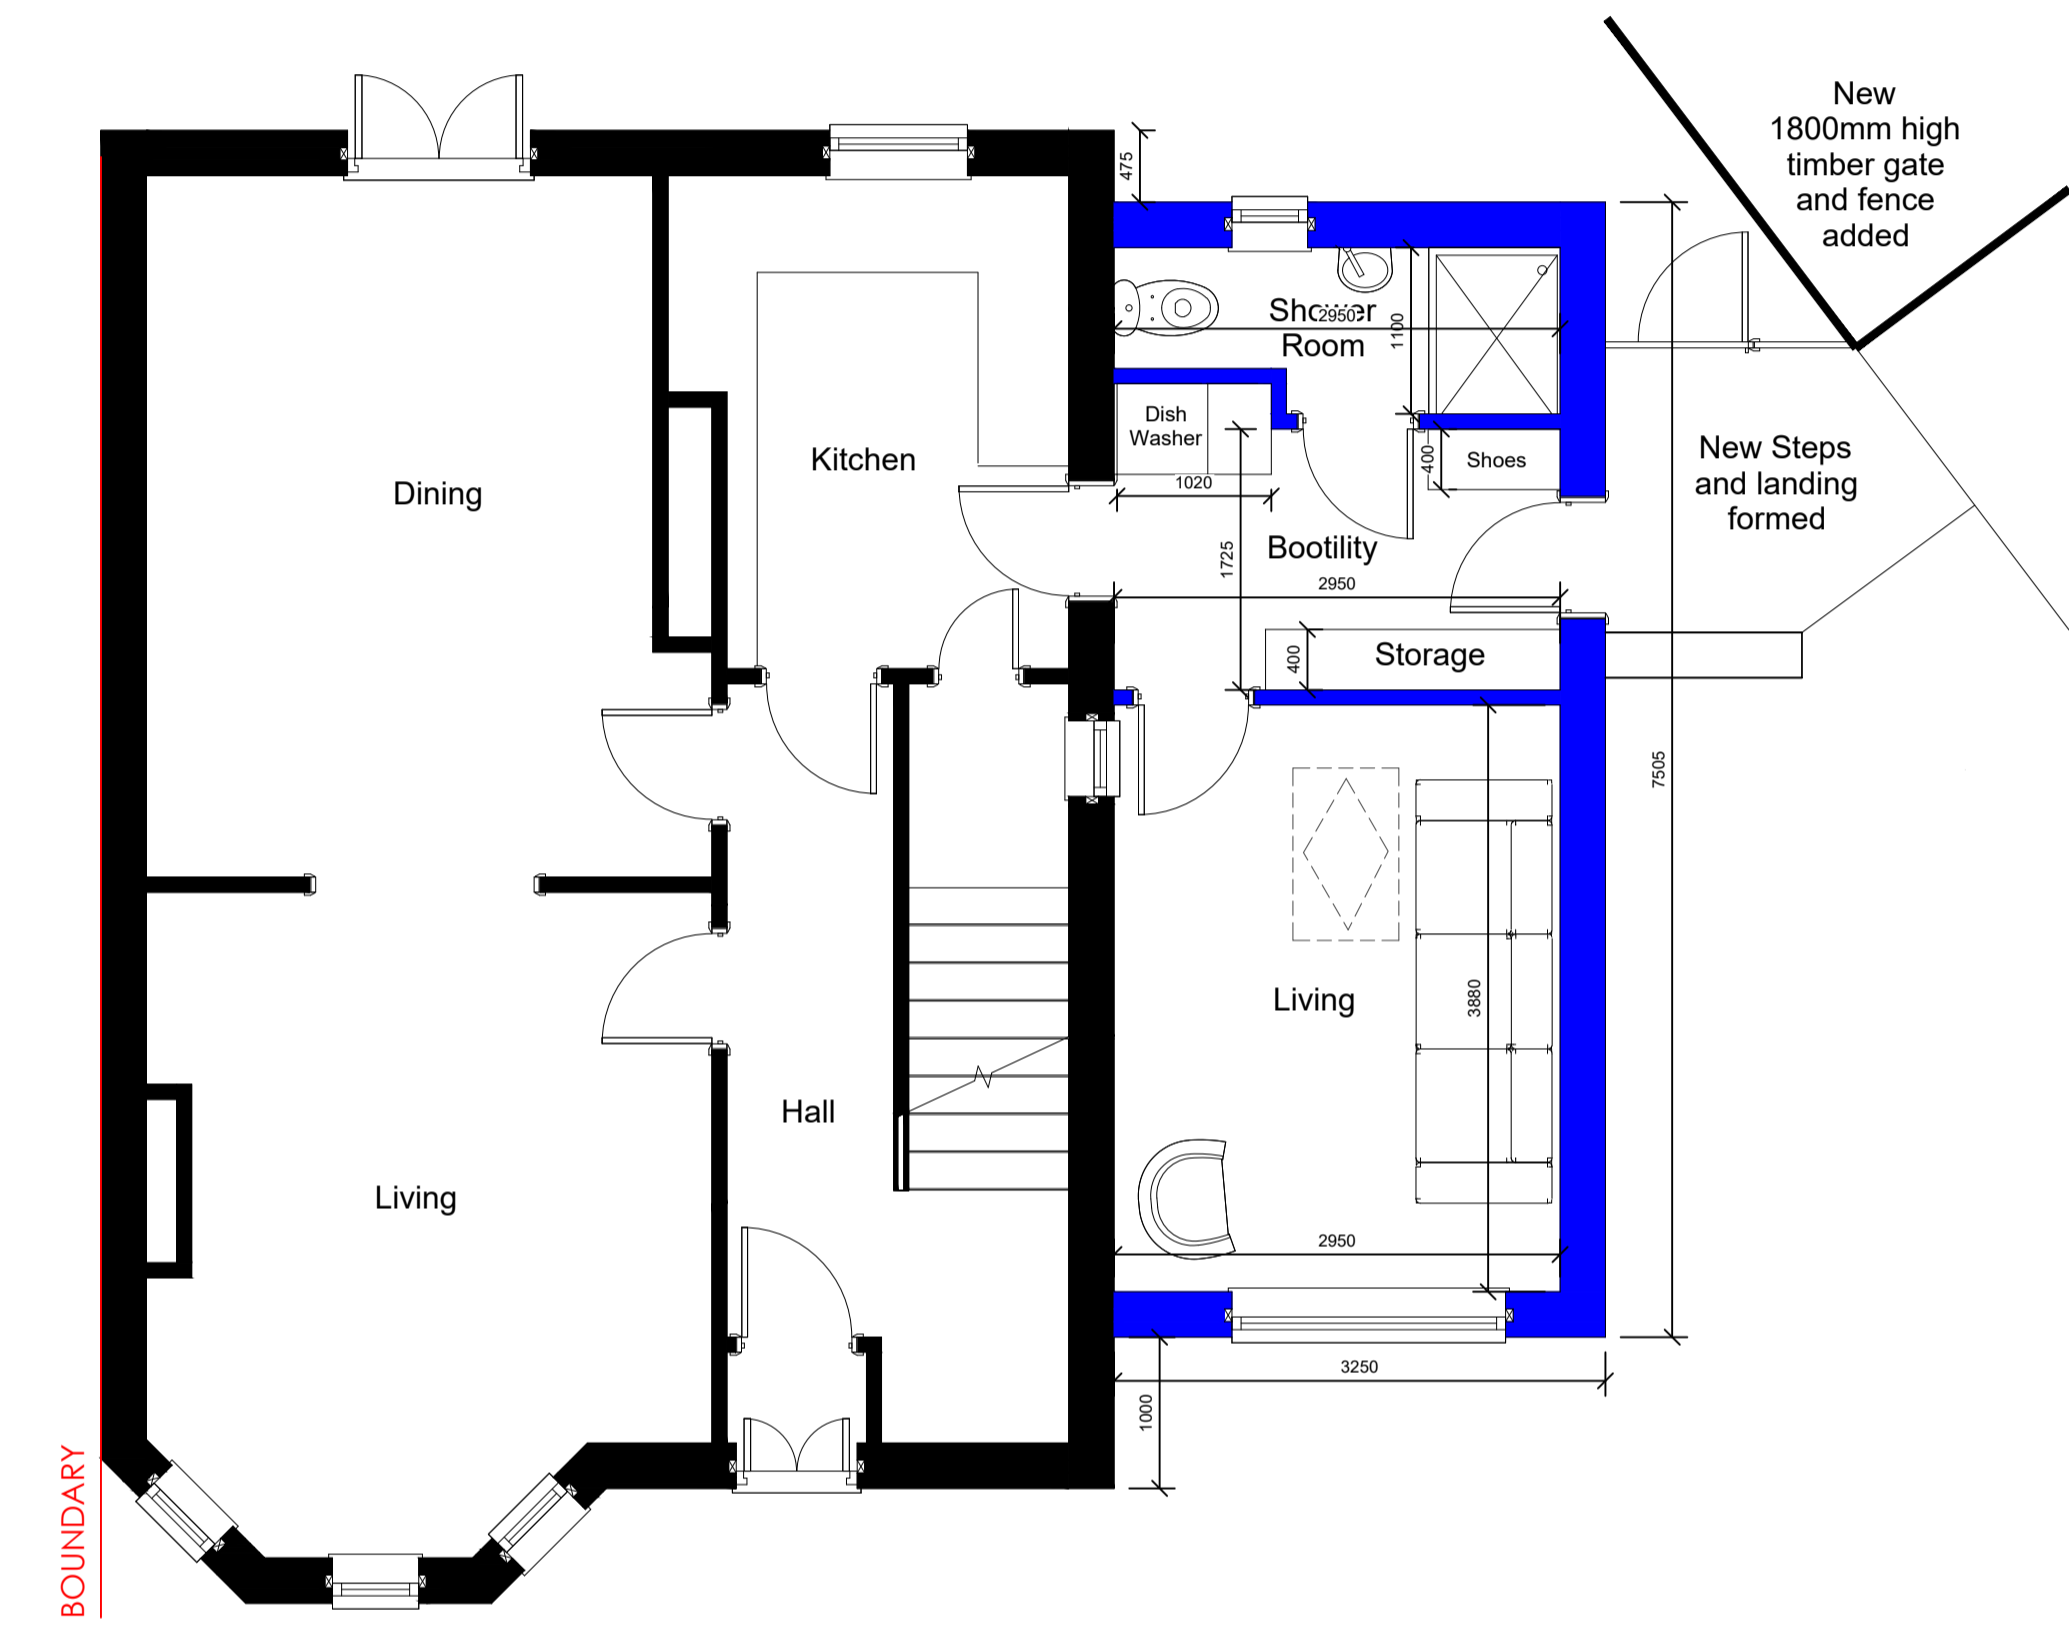 New
1800mm high
timber gate
and fence
added
475
Shower
Room
2950
1100
Dish
Washer
1020
400
Shoes
New Steps
and landing
formed
Kitchen
Dining
Bootility
1725
2950
400
Storage
7505
Living
3880
Hall
Living
2950
3250
1000
BOUNDARY